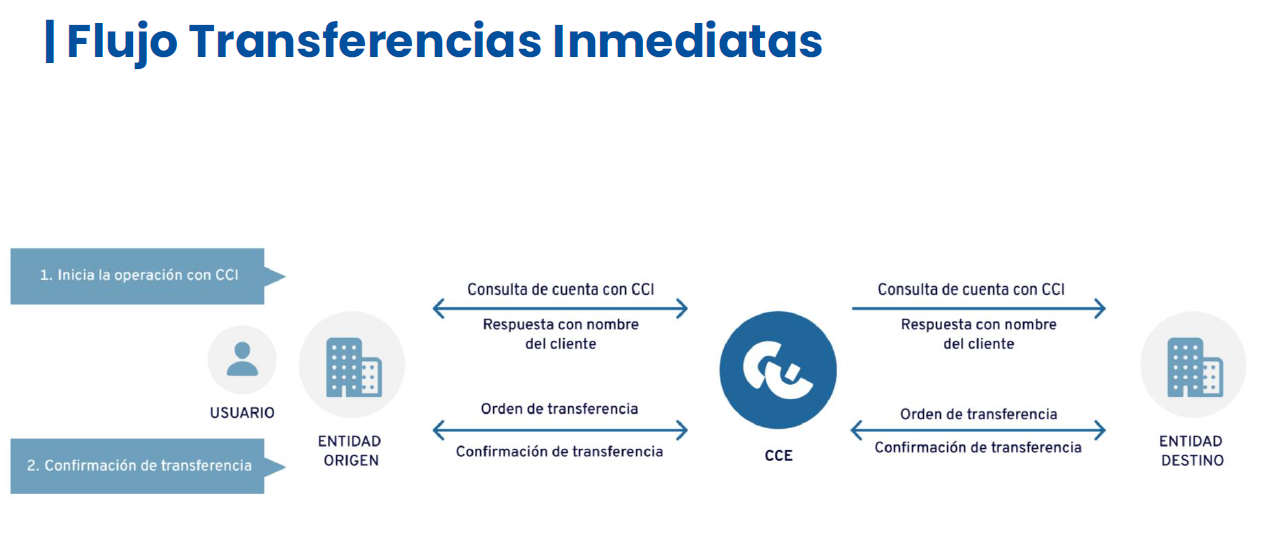 | Flujo Transferencias Inmediatas
1. Inicia la operación con CCI
Consulta de cuenta con CCI
Respuesta con nombre
del cliente
Consulta de cuenta con CCI
Respuesta con nombre
del cliente
USUARIO
Orden de transferencia
Confirmación de transferencia
Orden de transferencia
Confirmación de transferencia
ENTIDAD
ORIGEN
CCE
ENTIDAD
DESTINO
2. Confirmación de transferencia